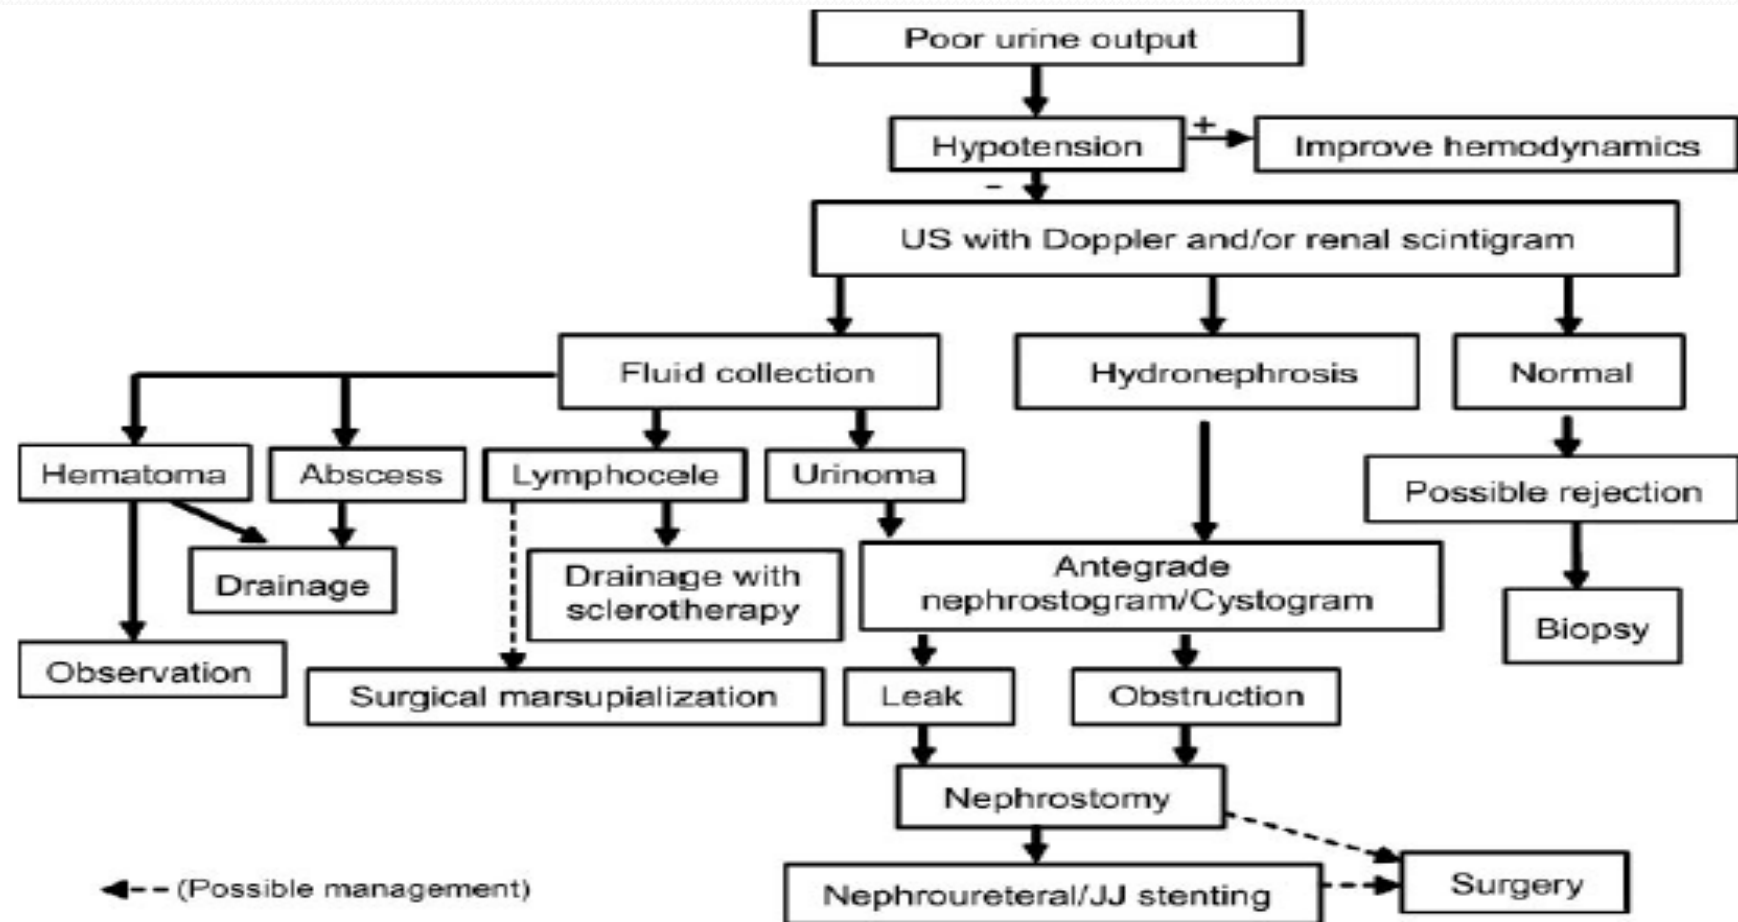 Poor urine output
Hypotension
+
Improve hemodynamics
-
US with Doppler and/or renal scintigram
Fluid collection
Hydronephrosis
Normal
Hematoma
Abscess
Lymphocele
Urinoma
Possible rejection
Drainage
Drainage with
sclerotherapy
Antegrade
nephrostogram/Cystogram
Biopsy
Observation
Surgical marsupialization
Leak
Obstruction
Nephrostomy
(Possible management)
Nephroureteral/JJ stenting
Surgery